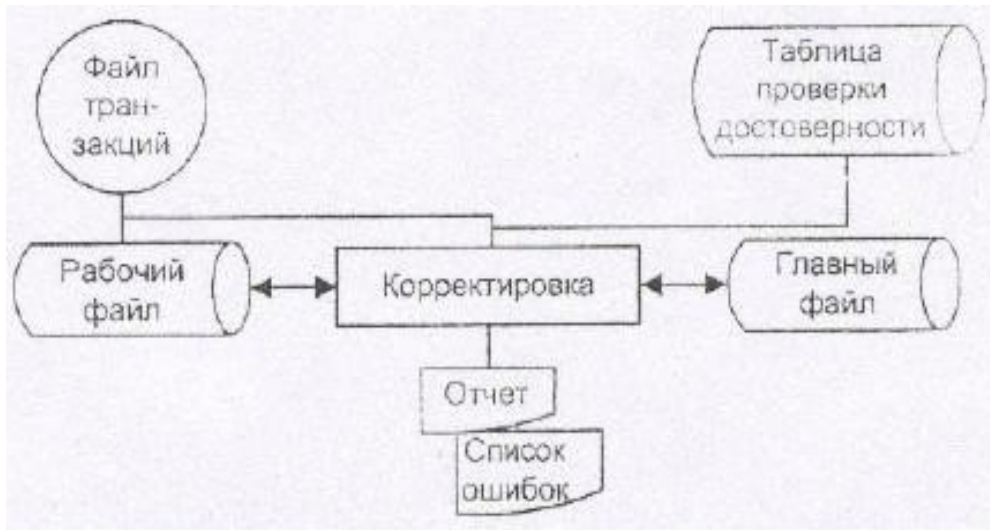 Файл
тран-
закций
Таблица
проверки
достоверности
Рабочий
файл
Корректировка
Главный
файл
Отчет
Список
ошибок